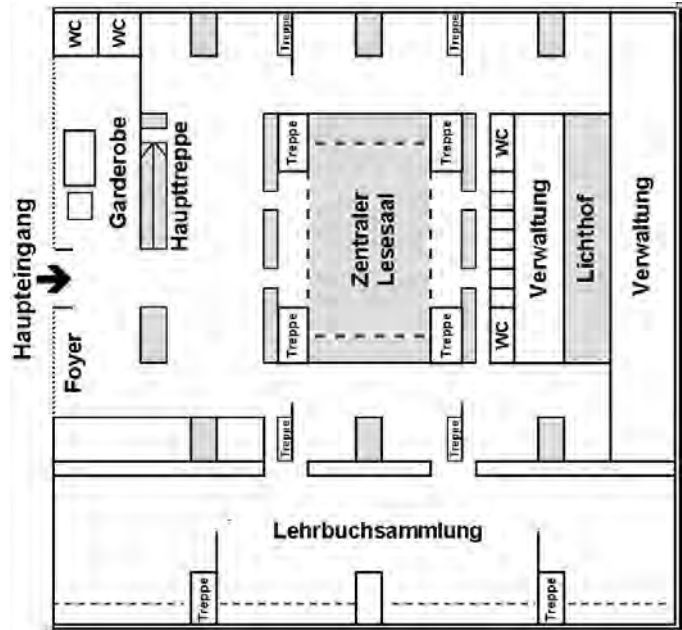 WC
WC
Treppe
Treppe
Haupteingang
Garderobe
Haupttreppe
Treppe
Zentraler
Lesesaal
Treppe
WC
Verwaltung
Lichthof
Verwaltung
Foyer
Treppe
Treppe
WC
Treppe
Treppe
Lehrbuchsammlung
Treppe
Treppe